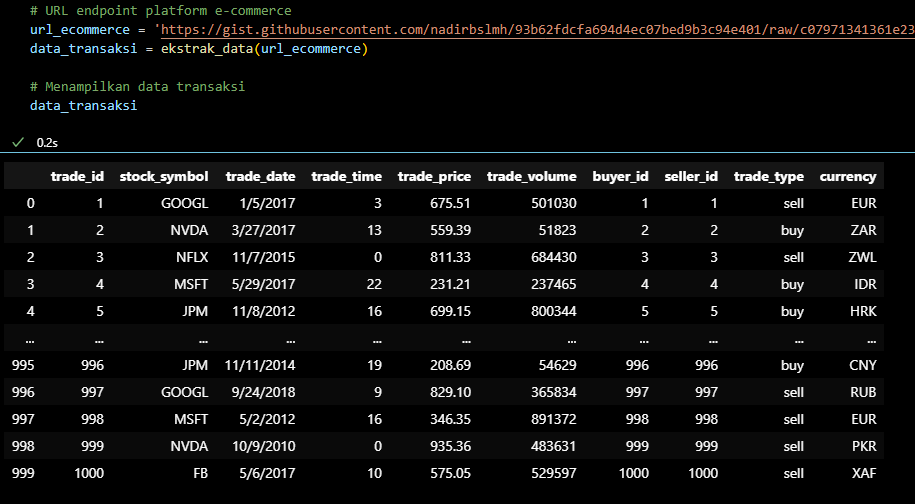 # URL endpoint platform e-commerce
url_ecommerce = 'https://gist.githubusercontent.com/nadirbslmh/93b62fdcfa694d4ec07bed9b3c94e401/raw/c07971341361e23
data_transaksi = ekstrak_data(url_ecommerce)
# Menampilkan data transaksi
data_transaksi
0.2s
trade_id stock_symbol trade_date trade_time trade_price trade_volume buyer_id seller_id trade_type currency
0 1 GOOGL 1/5/2017 3 675.51 501030 1 1 sell EUR
1 2 NVDA 3/27/2017 13 559.39 51823 2 2 buy ZAR
2 3 NFLX 11/7/2015 0 811.33 684430 3 3 sell ZWL
3 4 MSFT 5/29/2017 22 231.21 237465 4 4 buy IDR
4 5 JPM 11/8/2012 16 699.15 800344 5 5 buy HRK
... ... ... ... ... ... ... ... ... ... ...
995 996 JPM 11/11/2014 19 208.69 54629 996 996 buy CNY
996 997 GOOGL 9/24/2018 9 829.10 365834 997 997 sell RUB
997 998 MSFT 5/2/2012 16 346.35 891372 998 998 sell EUR
998 999 NVDA 10/9/2010 0 935.36 483631 999 999 sell PKR
999 1000 FB 5/6/2017 10 575.05 529597 1000 1000 sell XAF